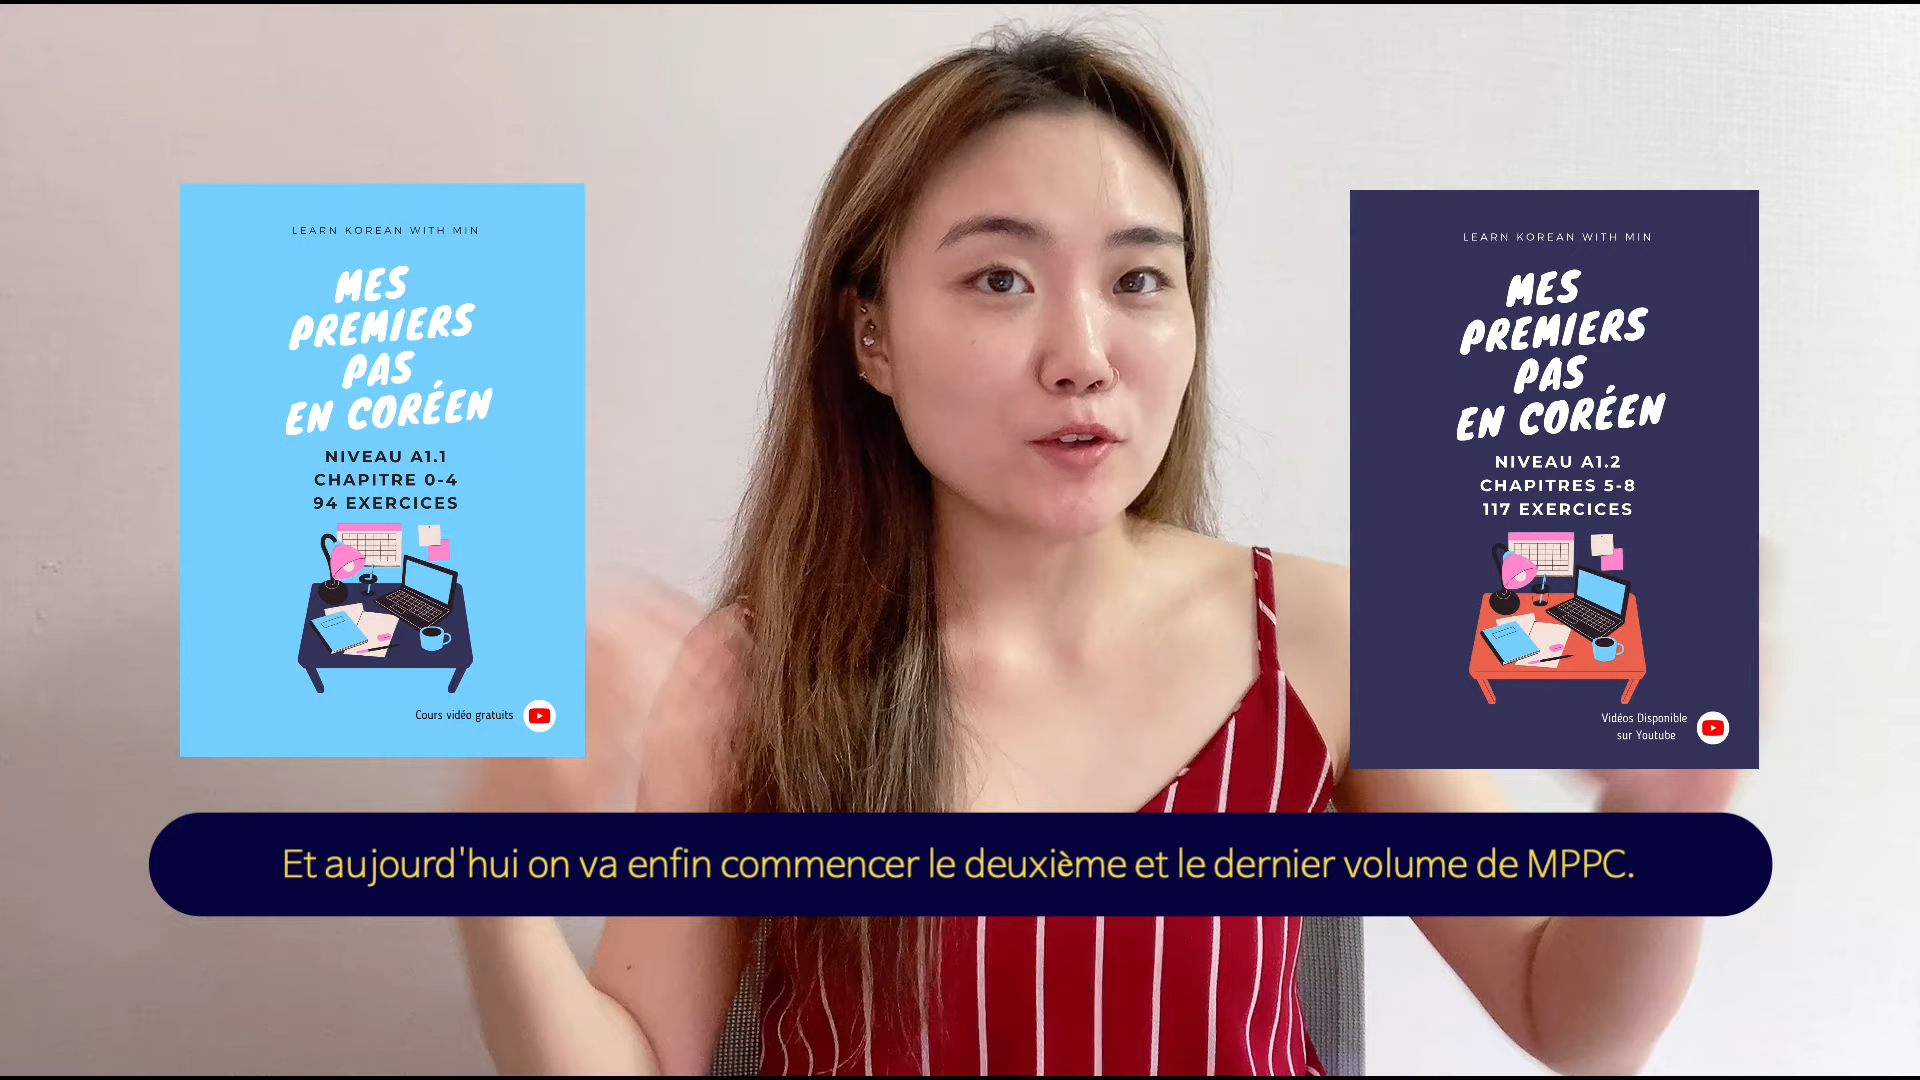 LEARN KOREAN WITH MIN
MES
PREMIERS
PAS
EN CORÉEN
NIVEAU A1.1
CHAPITRE 0-4
94 EXERCICES
Cours vidéo gratuits
LEARN KOREAN WITH MIN
MES
PREMIERS
PAS
EN CORÉEN
NIVEAU A1.2
CHAPITRES 5-8
117 EXERCICES
Vidéos Disponible
sur Youtube
Et aujourd'hui on va enfin commencer le deuxième et le dernier volume de MPPC.